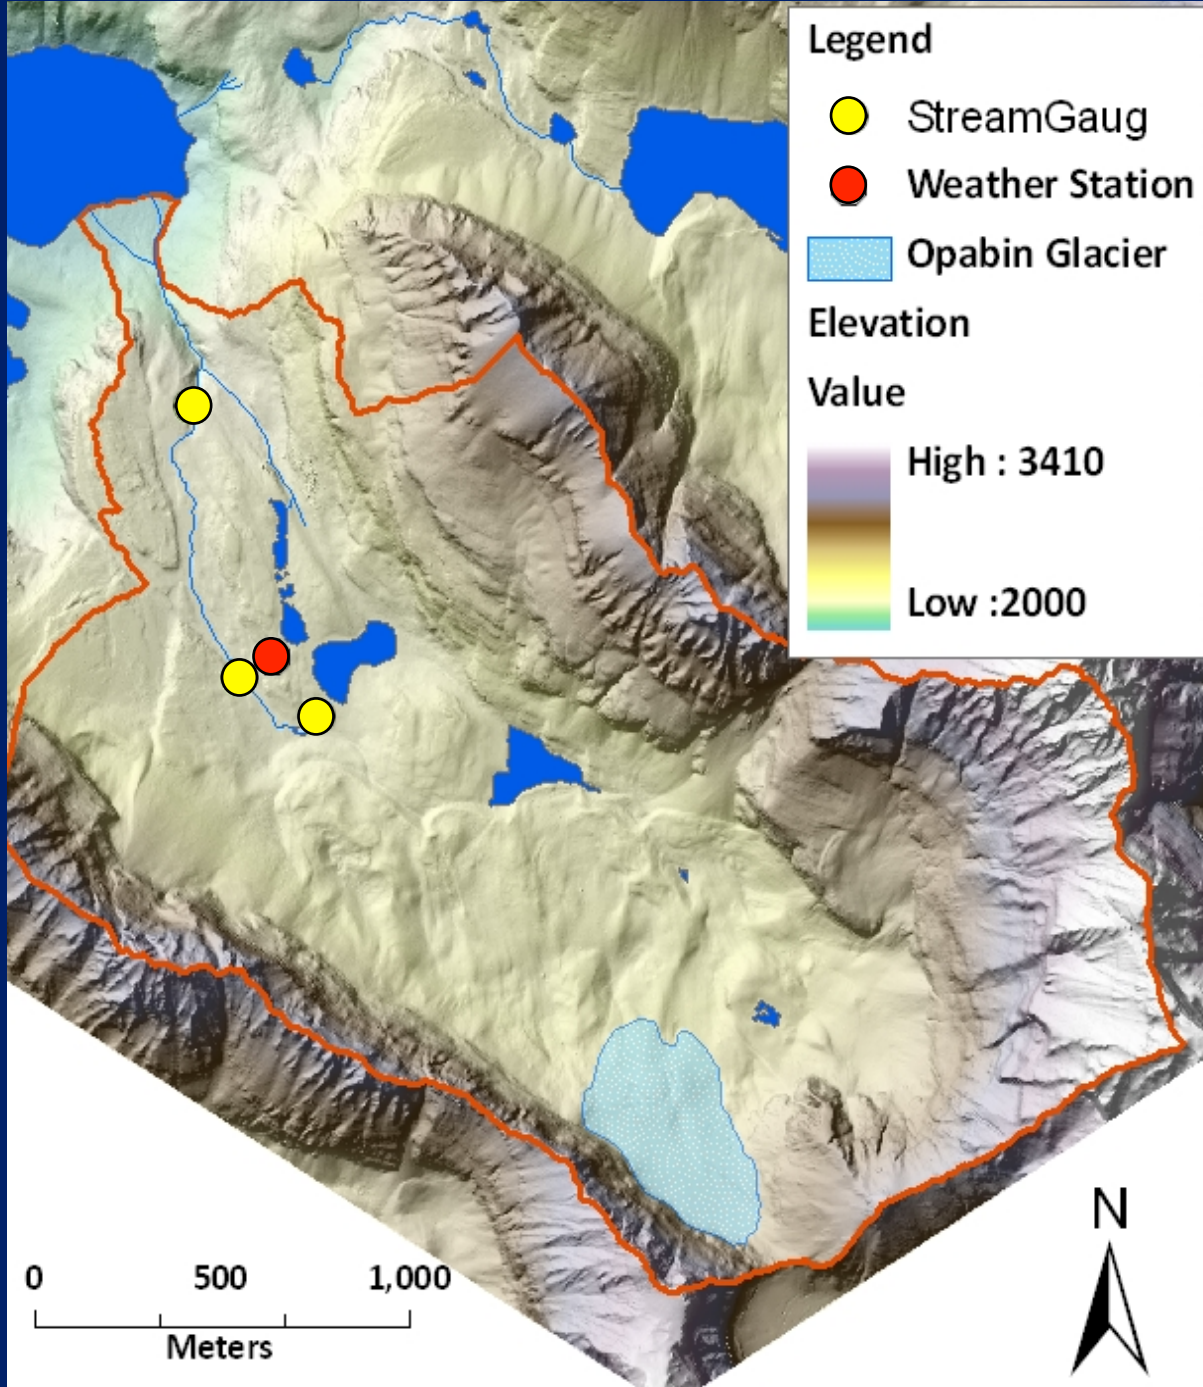 Legend
StreamGaug
Weather Station
Opabin Glacier
Elevation
Value
High : 3410
Low :2000
N
0 500 1,000
Meters